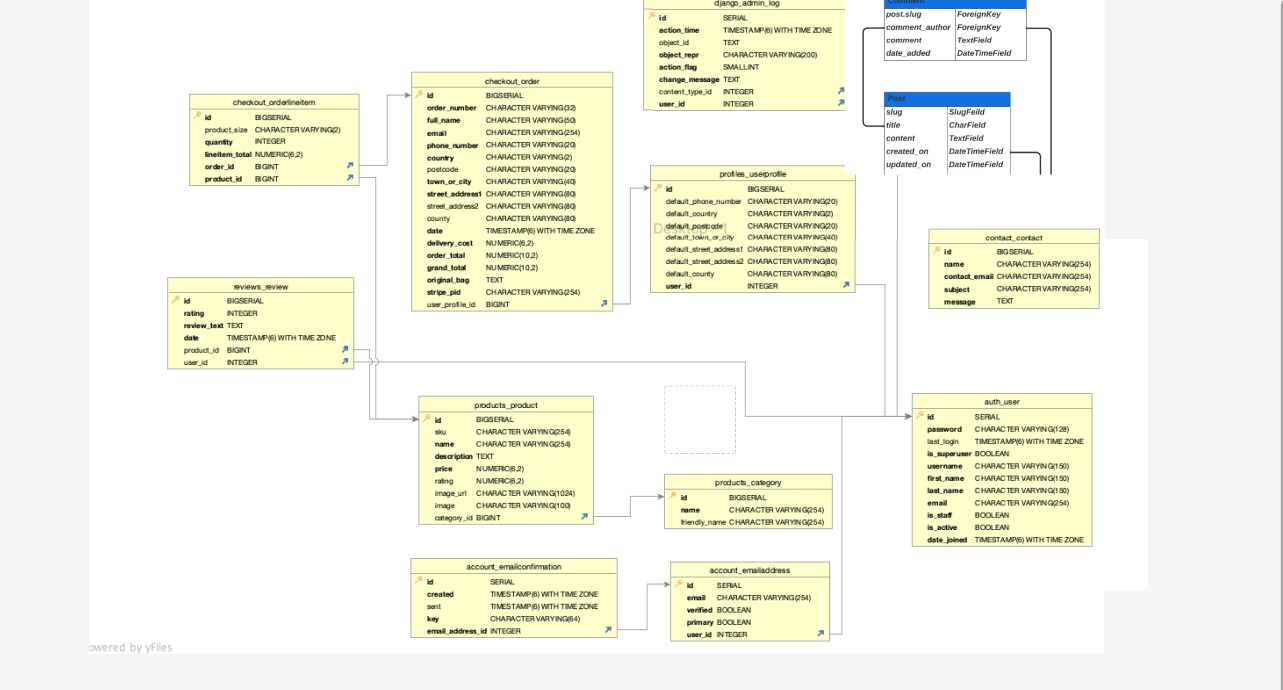 django_admin_log
id SERIAL
action_time TIMESTAMP(6) WITH TIME ZONE
object_id TEXT
object_repr CHARACTER VARYING(200)
action_flag SMALLINT
change_message TEXT
content_type_id INTEGER
user_id INTEGER
Comment
post.slug ForeignKey
comment_author ForeignKey
comment TextField
date_added DateTimeField
Post
slug SlugFeild
title CharField
content TextField
created_on DateTimeField
updated_on DateTimeField
checkout_orderlineitem
id BIGSERIAL
product_size CHARACTER VARYING(2)
quantity INTEGER
lineitem_total NUMERIC(6,2)
order_id BIGINT
product_id BIGINT
checkout_order
id BIGSERIAL
order_number CHARACTER VARYING(32)
full_name CHARACTER VARYING(50)
email CHARACTER VARYING(254)
phone_number CHARACTER VARYING(20)
country CHARACTER VARYING(2)
postcode CHARACTER VARYING(20)
town_or_city CHARACTER VARYING(40)
street_address1 CHARACTER VARYING(80)
street_address2 CHARACTER VARYING(80)
county CHARACTER VARYING(80)
date TIMESTAMP(6) WITH TIME ZONE
delivery_cost NUMERIC(6,2)
order_total NUMERIC(10,2)
grand_total NUMERIC(10,2)
original_bag TEXT
stripe_pid CHARACTER VARYING(254)
user_profile_id BIGINT
profiles_userprofile
id BIGSERIAL
default_phone_number CHARACTER VARYING(20)
default_country CHARACTER VARYING(2)
default_postcode CHARACTER VARYING(20)
default_town_or_city CHARACTER VARYING(40)
default_street_address1 CHARACTER VARYING(80)
default_street_address2 CHARACTER VARYING(80)
default_county CHARACTER VARYING(80)
user_id INTEGER
contact_contact
id BIGSERIAL
name CHARACTER VARYING(254)
contact_email CHARACTER VARYING(254)
subject CHARACTER VARYING(254)
message TEXT
reviews_review
id BIGSERIAL
rating INTEGER
review_text TEXT
date TIMESTAMP(6) WITH TIME ZONE
product_id BIGINT
user_id INTEGER
products_product
id BIGSERIAL
sku CHARACTER VARYING(254)
name CHARACTER VARYING(254)
description TEXT
price NUMERIC(6,2)
rating NUMERIC(6,2)
image_url CHARACTER VARYING(1024)
image CHARACTER VARYING(100)
category_id BIGINT
products_category
id BIGSERIAL
name CHARACTER VARYING(254)
friendly_name CHARACTER VARYING(254)
auth_user
id SERIAL
password CHARACTER VARYING(128)
last_login TIMESTAMP(6) WITH TIME ZONE
is_superuser BOOLEAN
username CHARACTER VARYING(150)
first_name CHARACTER VARYING(150)
last_name CHARACTER VARYING(150)
email CHARACTER VARYING(254)
is_staff BOOLEAN
is_active BOOLEAN
date_joined TIMESTAMP(6) WITH TIME ZONE
account_emailconfirmation
id SERIAL
created TIMESTAMP(6) WITH TIME ZONE
sent TIMESTAMP(6) WITH TIME ZONE
key CHARACTER VARYING(64)
email_address_id INTEGER
account_emailaddress
id SERIAL
email CHARACTER VARYING(254)
verified BOOLEAN
primary BOOLEAN
user_id INTEGER
owered by yFiles